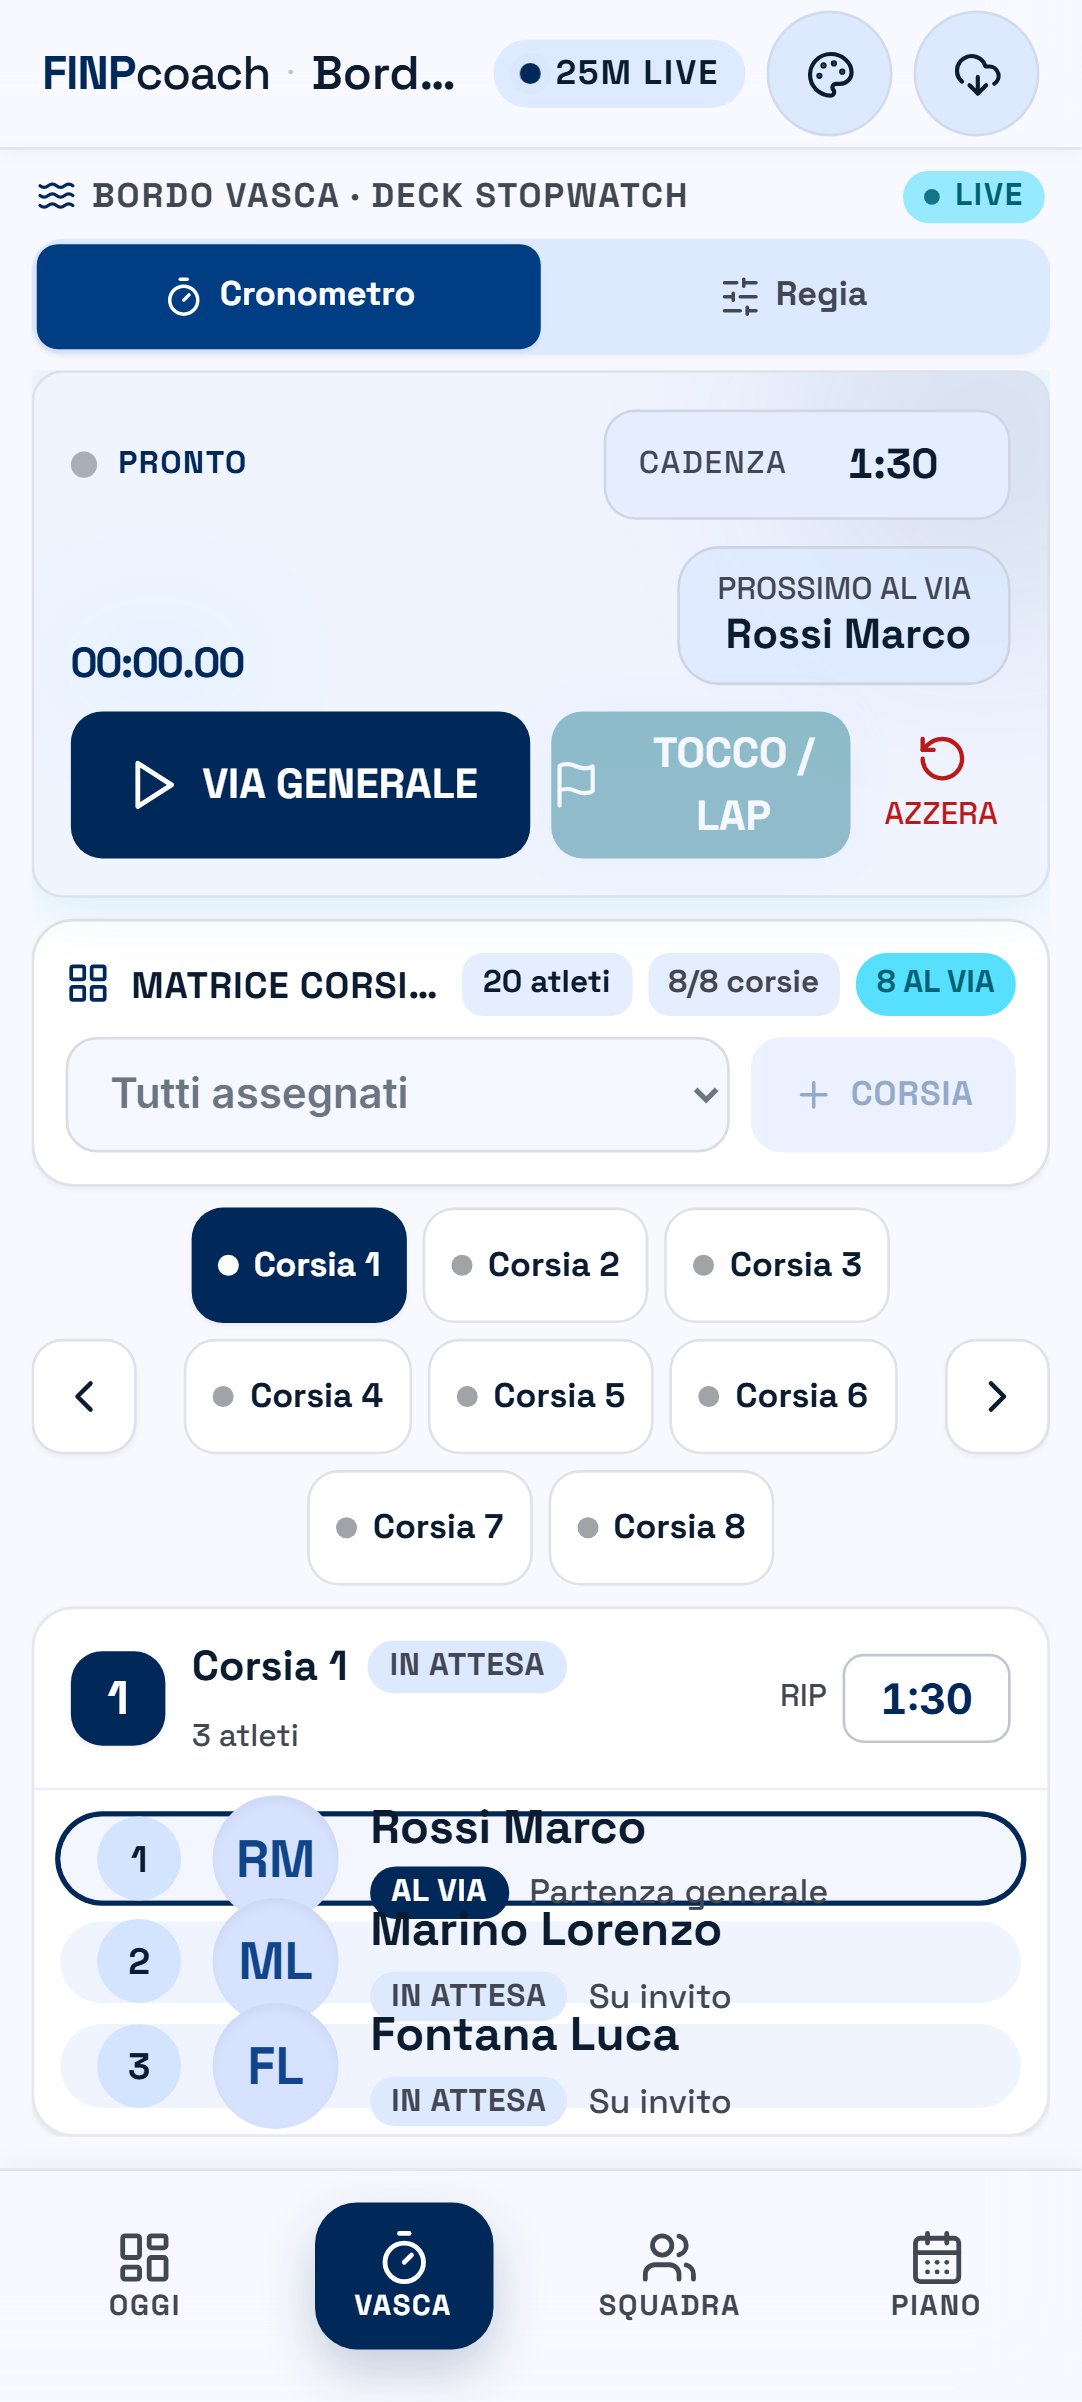 FINPcoach · Bord...
25M LIVE
BORDO VASCA · DECK STOPWATCH
LIVE
Cronometro
Regia
PRONTO
CADENZA 1:30
PROSSIMO AL VIA
Rossi Marco
00:00.00
VIA GENERALE
TOCCO /
LAP
AZZERA
MATRICE CORSI...
20 atleti
8/8 corsie
8 AL VIA
Tutti assegnati
+ CORSIA
Corsia 1
Corsia 2
Corsia 3
Corsia 4
Corsia 5
Corsia 6
Corsia 7
Corsia 8
1
Corsia 1
IN ATTESA
3 atleti
RIP
1:30
1
RM
Rossi Marco
AL VIA
Partenza generale
2
ML
Marino Lorenzo
IN ATTESA
Su invito
3
FL
Fontana Luca
IN ATTESA
Su invito
OGGI
VASCA
SQUADRA
PIANO